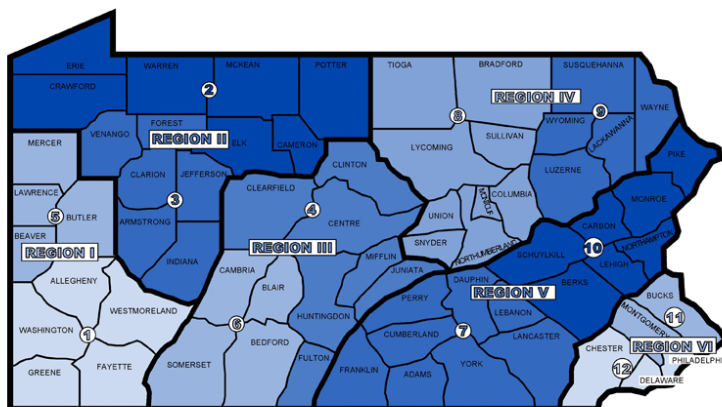 ERIE
CRAWFORD
WARREN
MCKEAN
POTTER
2
VENANGO
FOREST
REGION II
ELK
CAMERON
CLARION
JEFFERSON
3
ARMSTRONG
INDIANA
MERCER
LAWRENCE
5
BUTLER
BEAVER
REGION I
ALLEGHENY
WESTMORELAND
WASHINGTON
1
GREENE
FAYETTE
CLINTON
CLEARFIELD
4
CENTRE
REGION III
MIFFLIN
JUNIATA
CAMBRIA
BLAIR
HUNTINGDON
6
BEDFORD
SOMERSET
FULTON
TIOGA
BRADFORD
SUSQUEHANNA
REGION IV
8
9
WAYNE
WYOMING
LACKAWANNA
LYCOMING
SULLIVAN
LUZERNE
COLUMBIA
MONTOUR
UNION
SNYDER
NORTHUMBERLAND
PIKE
MONROE
CARBON
10
NORTHAMPTON
LEHIGH
SCHUYLKILL
BERKS
DAUPHIN
REGION V
PERRY
LEBANON
CUMBERLAND
7
LANCASTER
FRANKLIN
ADAMS
YORK
BUCKS
MONTGOMERY
11
REGION VI
CHESTER
PHILADELPHI
12
DELAWARE